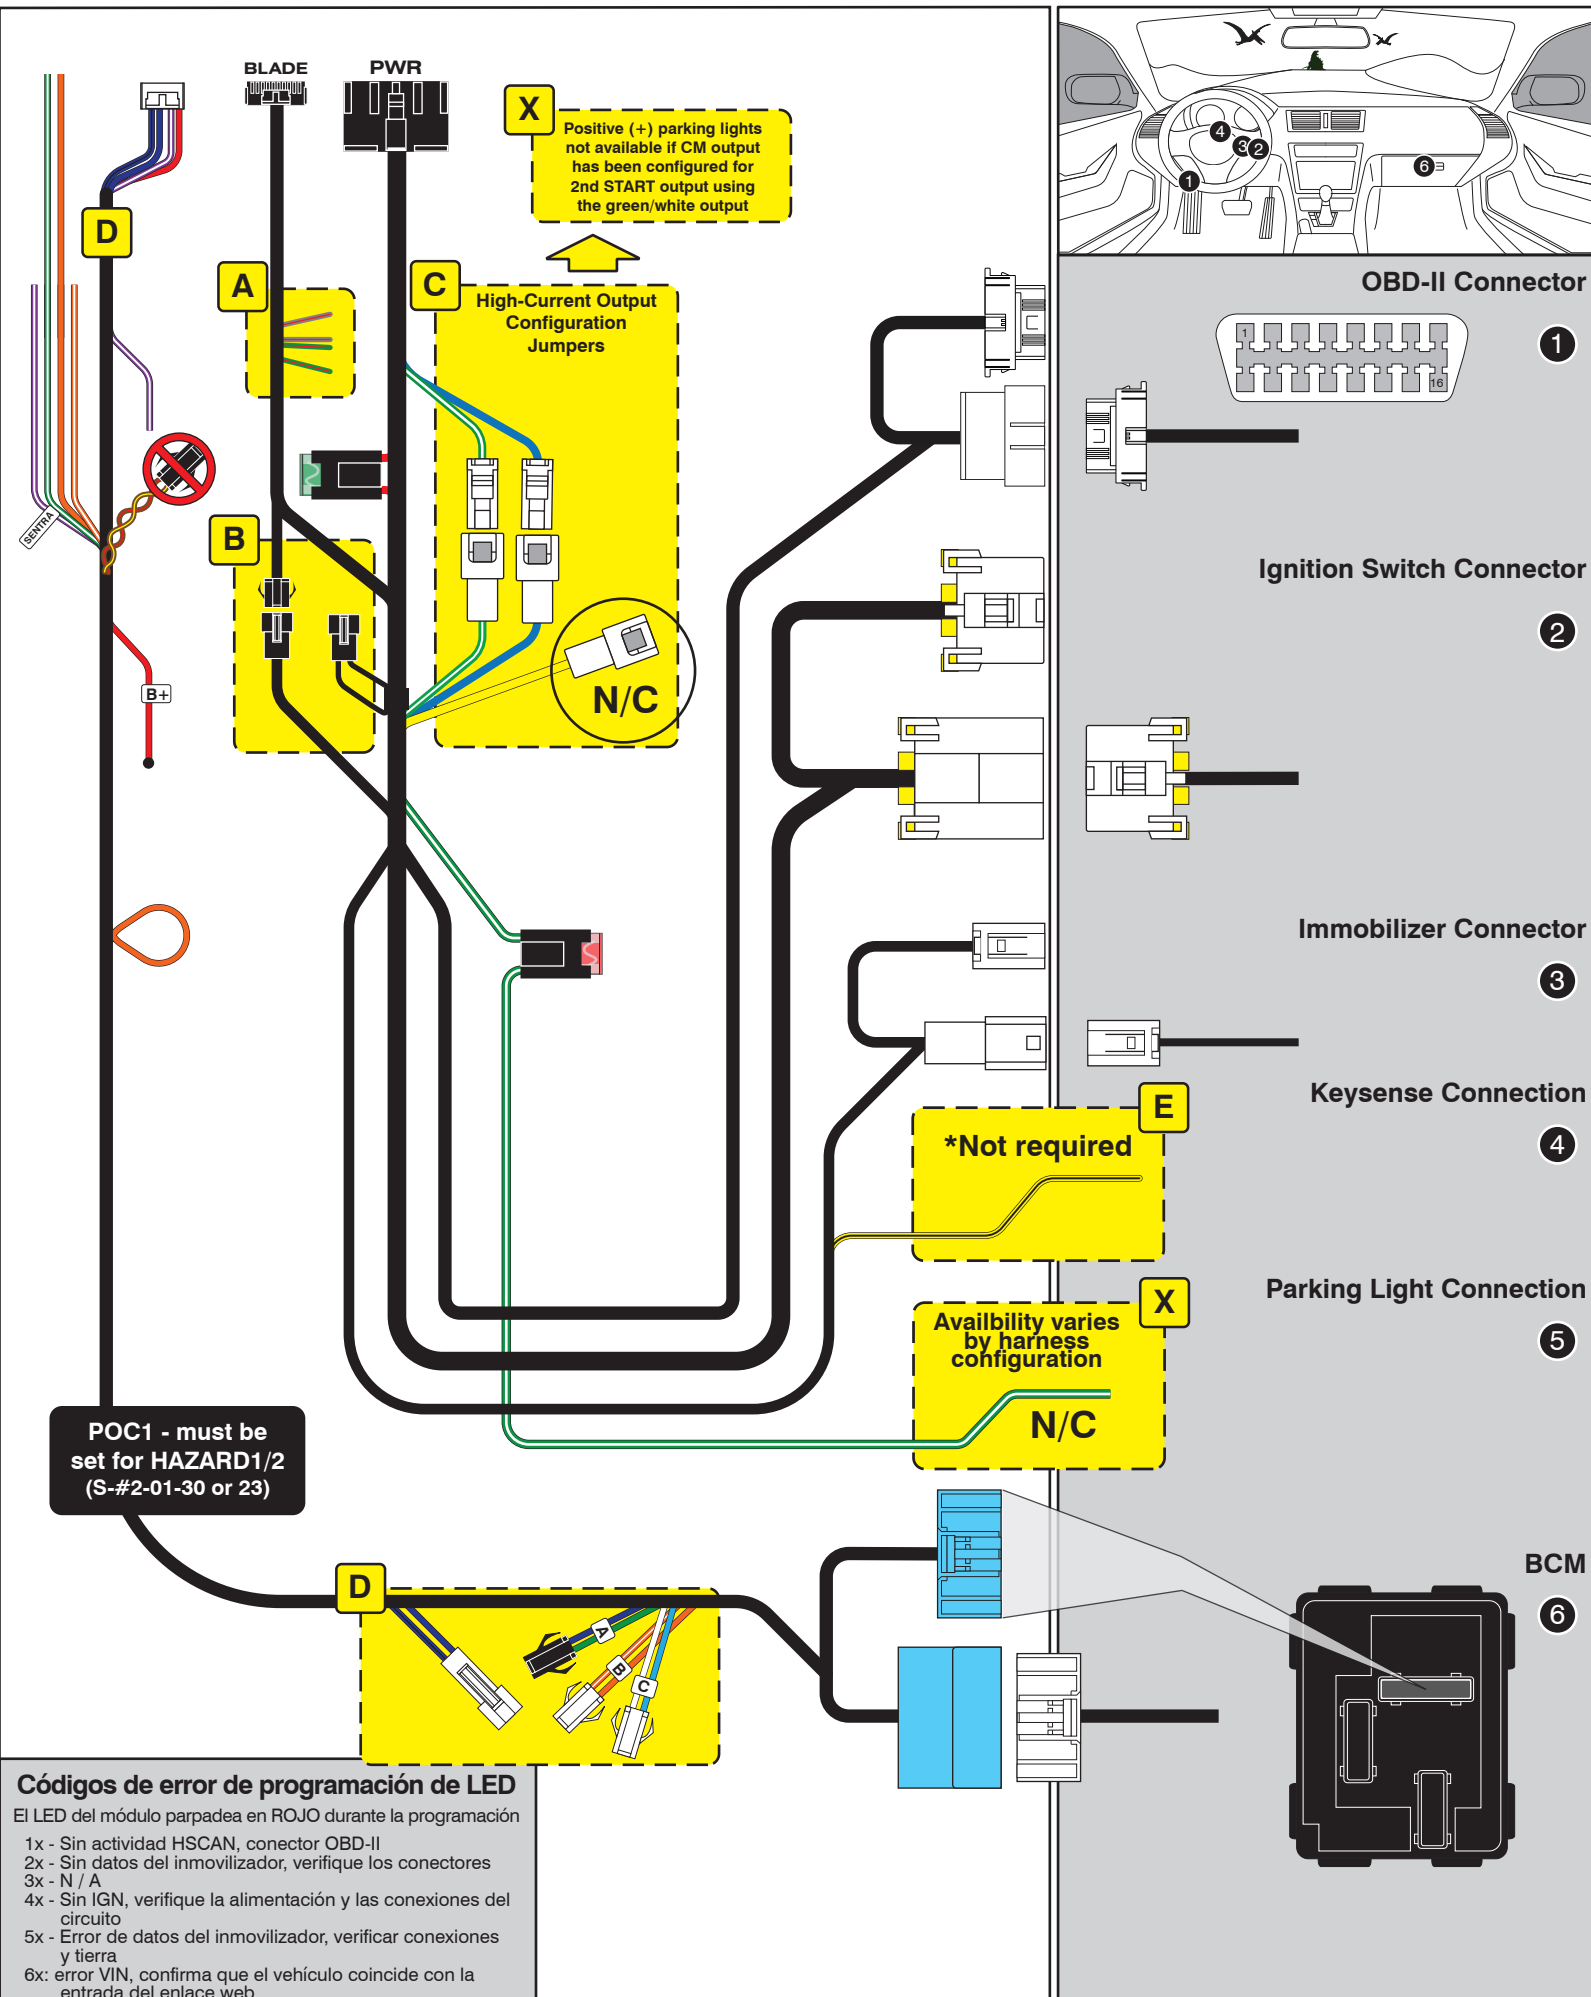 BLADE
PWR
X
Positive (+) parking lights
not available if CM output
has been configured for
2nd START output using
the green/white output
4
3
2
6
1
D
A
C
High-Current Output
Configuration
Jumpers
OBD-II Connector
1
1
16
SENTRA
B
Ignition Switch Connector
2
B+
N/C
Immobilizer Connector
3
Keysense Connection
4
E
*Not required
Parking Light Connection
5
X
Availbility varies
by harness
configuration
N/C
POC1 - must be
set for HAZARD1/2
(S-#2-01-30 or 23)
BCM
6
D
A
B
C
Códigos de error de programación de LED
El LED del módulo parpadea en ROJO durante la programación
1x - Sin actividad HSCAN, conector OBD-II
2x - Sin datos del inmovilizador, verifique los conectores
3x - N / A
4x - Sin IGN, verifique la alimentación y las conexiones del
circuito
5x - Error de datos del inmovilizador, verificar conexiones
y tierra
6x: error VIN, confirma que el vehículo coincide con la
entrada del enlace web